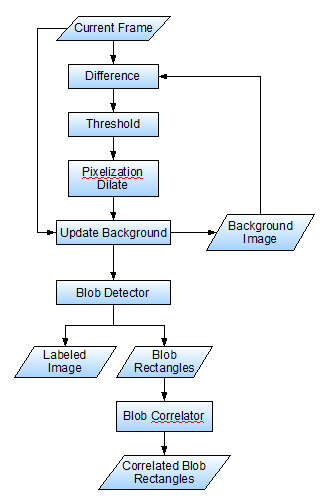 Current Frame
Difference
Threshold
Pixelization
Dilate
Update Background
Background
Image
Blob Detector
Labeled
Image
Blob
Rectangles
Blob Correlator
Correlated Blob
Rectangles